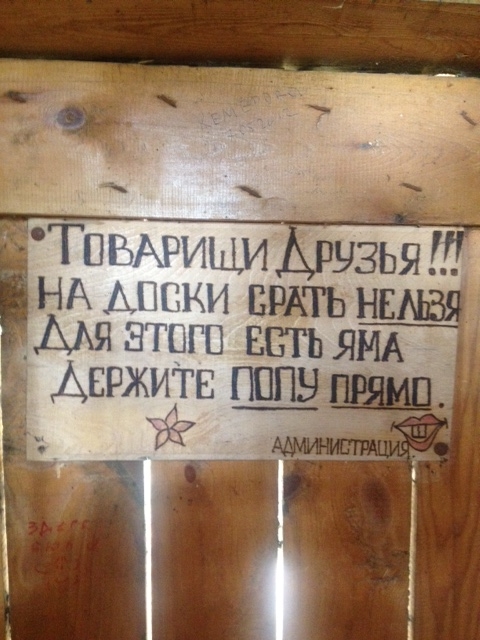 Товарищи Друзья!!!
на доски срать нельзя
Для этого есть яма
Держите попу прямо.
Администрация